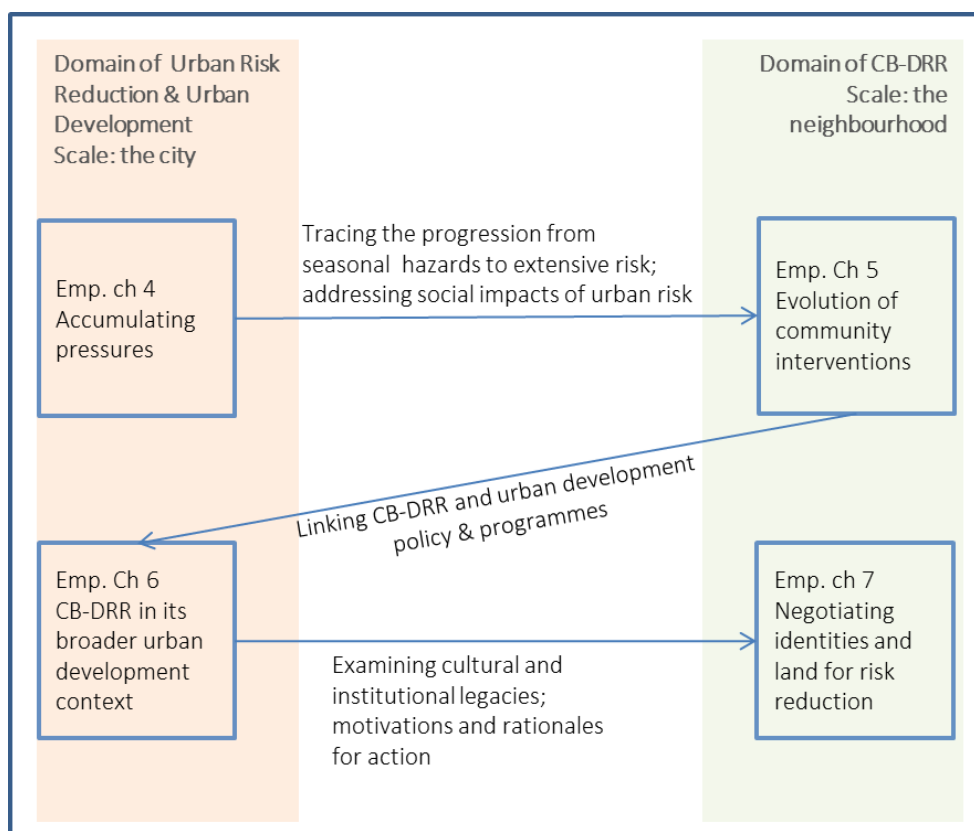 Domain of Urban Risk
Reduction & Urban
Development
Scale: the city
Domain of CB-DRR
Scale: the
neighbourhood
Emp. ch 4
Accumulating
pressures
Tracing the progression from
seasonal hazards to extensive risk;
addressing social impacts of urban risk
Emp. Ch 5
Evolution of
community
interventions
Linking CB-DRR and urban development
policy & programmes
Emp. Ch 6
CB-DRR in its
broader urban
development
context
Examining cultural and
institutional legacies;
motivations and rationales
for action
Emp. ch 7
Negotiating
identities and
land for risk
reduction